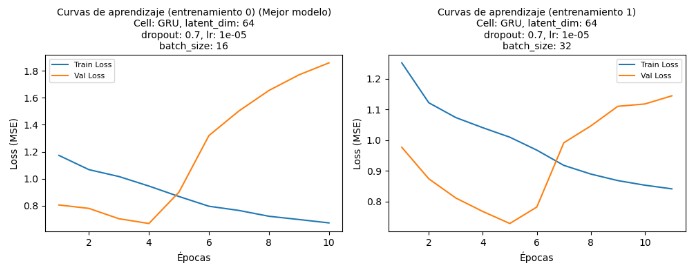 Curvas de aprendizaje (entrenamiento 0) (Mejor modelo)
Cell: GRU, latent_dim: 64
dropout: 0.7, lr: 1e-05
batch_size: 16
Train Loss
Val Loss
Loss (MSE)
1.8
1.6
1.4
1.2
1.0
0.8
2
4
6
8
10
Épocas
Curvas de aprendizaje (entrenamiento 1)
Cell: GRU, latent_dim: 64
dropout: 0.7, lr: 1e-05
batch_size: 32
Train Loss
Val Loss
Loss (MSE)
1.2
1.1
1.0
0.9
0.8
2
4
6
8
10
Épocas